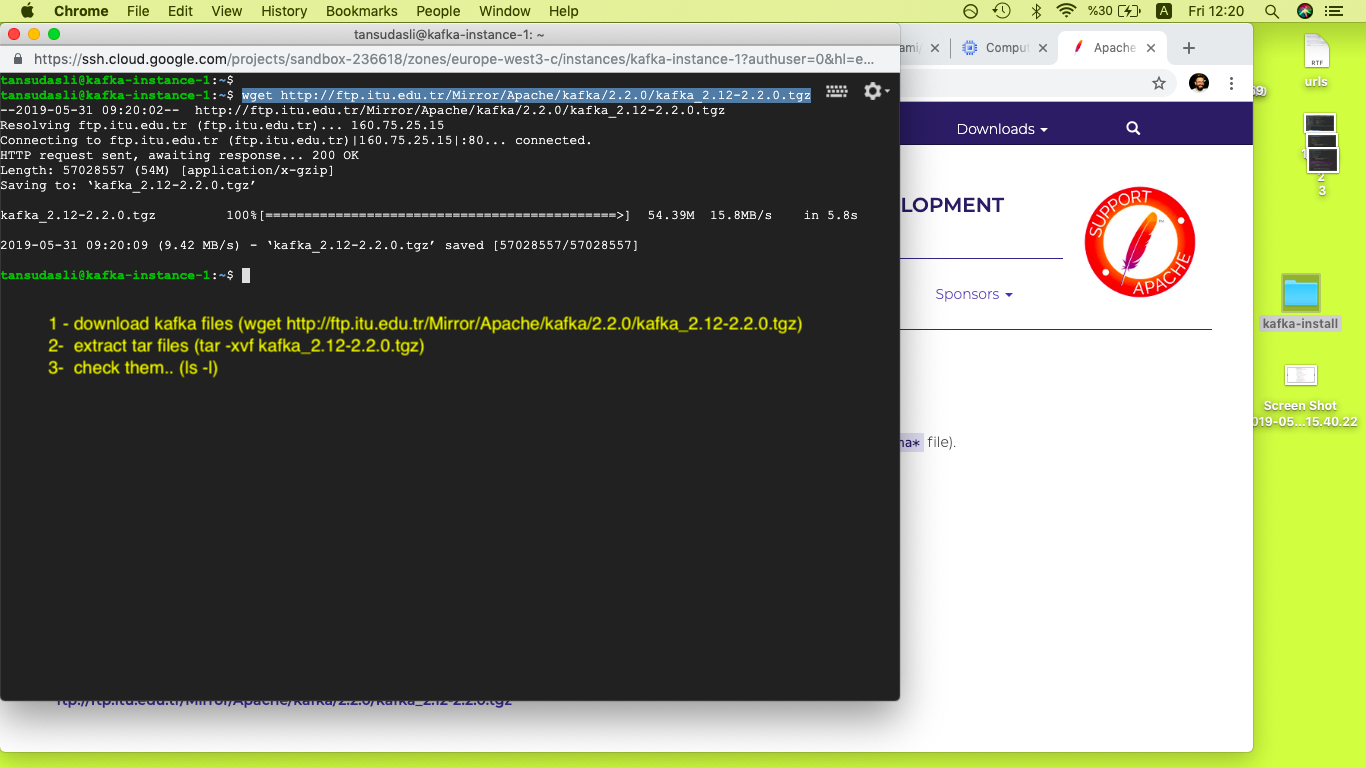 Chrome File Edit View History Bookmarks People Window Help %30 A Fri 12:20
tansudasli@kafka-instance-1: ~
https://ssh.cloud.google.com/projects/sandbox-236618/zones/europe-west3-c/instances/kafka-instance-1?authuser=0&hl=e...
Comput
Apache
tansudasli@kafka-instance-1:~$
tansudasli@kafka-instance-1:~$ wget http://ftp.itu.edu.tr/Mirror/Apache/kafka/2.2.0/kafka_2.12-2.2.0.tgz
--2019-05-31 09:20:02--  http://ftp.itu.edu.tr/Mirror/Apache/kafka/2.2.0/kafka_2.12-2.2.0.tgz
Resolving ftp.itu.edu.tr (ftp.itu.edu.tr)... 160.75.25.15
Connecting to ftp.itu.edu.tr (ftp.itu.edu.tr)|160.75.25.15|:80... connected.
HTTP request sent, awaiting response... 200 OK
Length: 57028557 (54M) [application/x-gzip]
Saving to: ‘kafka_2.12-2.2.0.tgz’
kafka_2.12-2.2.0.tgz 100%[=============================================>] 54.39M 15.8MB/s in 5.8s
2019-05-31 09:20:09 (9.42 MB/s) - ‘kafka_2.12-2.2.0.tgz’ saved [57028557/57028557]
tansudasli@kafka-instance-1:~$
1 - download kafka files (wget http://ftp.itu.edu.tr/Mirror/Apache/kafka/2.2.0/kafka_2.12-2.2.0.tgz)
2- extract tar files (tar -xvf kafka_2.12-2.2.0.tgz)
3- check them.. (ls -l)
Downloads
LOPMENT
SUPPORT
APACHE
Sponsors
file).
ftp://ftp.itu.edu.tr/Mirror/Apache/kafka/2.2.0/kafka_2.12-2.2.0.tgz
RTF
urls
2
3
kafka-install
Screen Shot
019-05...15.40.22